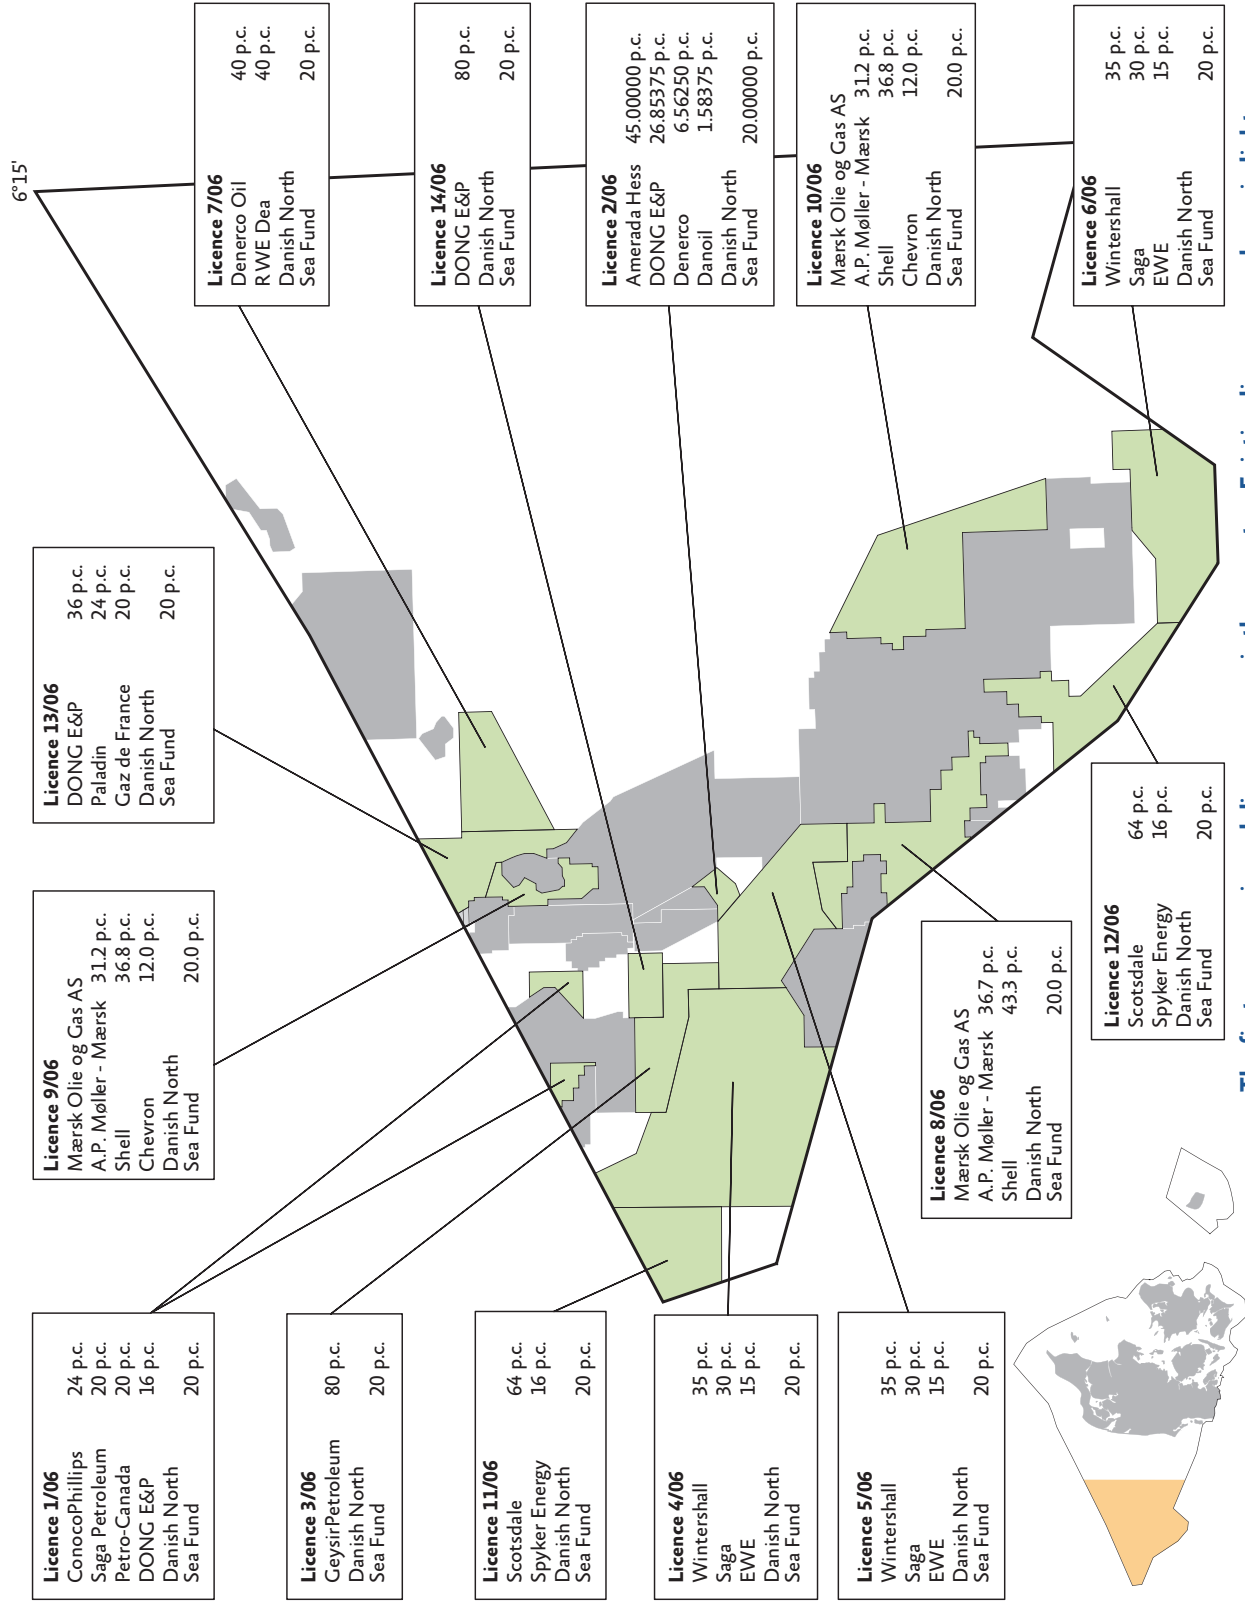 6°15'
Licence 1/06
ConocoPhillips 24 p.c.
Saga Petroleum 20 p.c.
Petro-Canada 20 p.c.
DONG E&P 16 p.c.
Danish North
Sea Fund 20 p.c.
Licence 9/06
Mærsk Olie og Gas AS
A.P. Møller - Mærsk 31.2 p.c.
Shell 36.8 p.c.
Chevron 12.0 p.c.
Danish North
Sea Fund 20.0 p.c.
Licence 13/06
DONG E&P 36 p.c.
Paladin 24 p.c.
Gaz de France 20 p.c.
Danish North
Sea Fund 20 p.c.
Licence 7/06
Denerco Oil 40 p.c.
RWE Dea 40 p.c.
Danish North
Sea Fund 20 p.c.
Licence 3/06
GeysirPetroleum 80 p.c.
Danish North
Sea Fund 20 p.c.
Licence 14/06
DONG E&P 80 p.c.
Danish North
Sea Fund 20 p.c.
Licence 11/06
Scotsdale 64 p.c.
Spyker Energy 16 p.c.
Danish North
Sea Fund 20 p.c.
Licence 2/06
Amerada Hess 45.00000 p.c.
DONG E&P 26.85375 p.c.
Denerco 6.56250 p.c.
Danoil 1.58375 p.c.
Danish North
Sea Fund 20.00000 p.c.
Licence 4/06
Wintershall 35 p.c.
Saga 30 p.c.
EWE 15 p.c.
Danish North
Sea Fund 20 p.c.
Licence 10/06
Mærsk Olie og Gas AS
A.P. Møller - Mærsk 31.2 p.c.
Shell 36.8 p.c.
Chevron 12.0 p.c.
Danish North
Sea Fund 20.0 p.c.
Licence 5/06
Wintershall 35 p.c.
Saga 30 p.c.
EWE 15 p.c.
Danish North
Sea Fund 20 p.c.
Licence 8/06
Mærsk Olie og Gas AS
A.P. Møller - Mærsk 36.7 p.c.
Shell 43.3 p.c.
Danish North
Sea Fund 20.0 p.c.
Licence 12/06
Scotsdale 64 p.c.
Spyker Energy 16 p.c.
Danish North
Sea Fund 20 p.c.
Licence 6/06
Wintershall 35 p.c.
Saga 30 p.c.
EWE 15 p.c.
Danish North
Sea Fund 20 p.c.